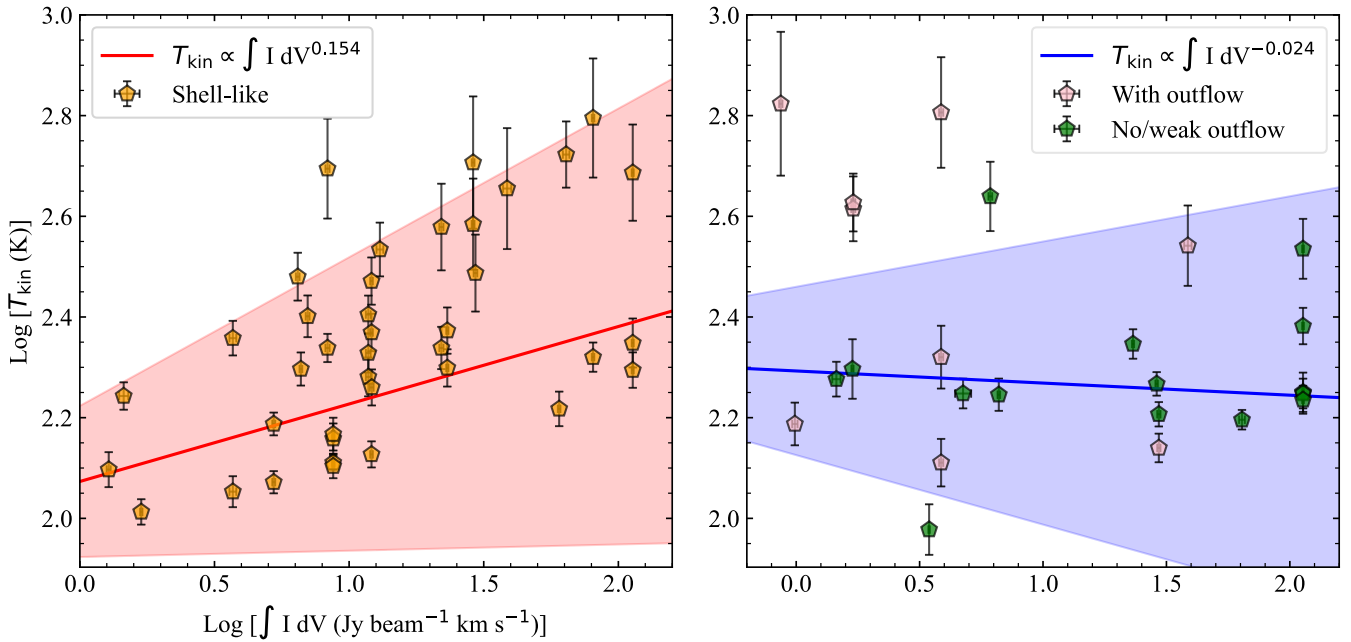 3.0
2.8
2.6
2.4
2.2
2.0
Log [T_kin (K)]
T_kin ∝ ∫ I dV^0.154
Shell-like
0.0 0.5 1.0 1.5 2.0
Log [∫ I dV (Jy beam⁻¹ km s⁻¹)]
3.0
2.8
2.6
2.4
2.2
2.0
T_kin ∝ ∫ I dV^−0.024
With outflow
No/weak outflow
0.0 0.5 1.0 1.5 2.0